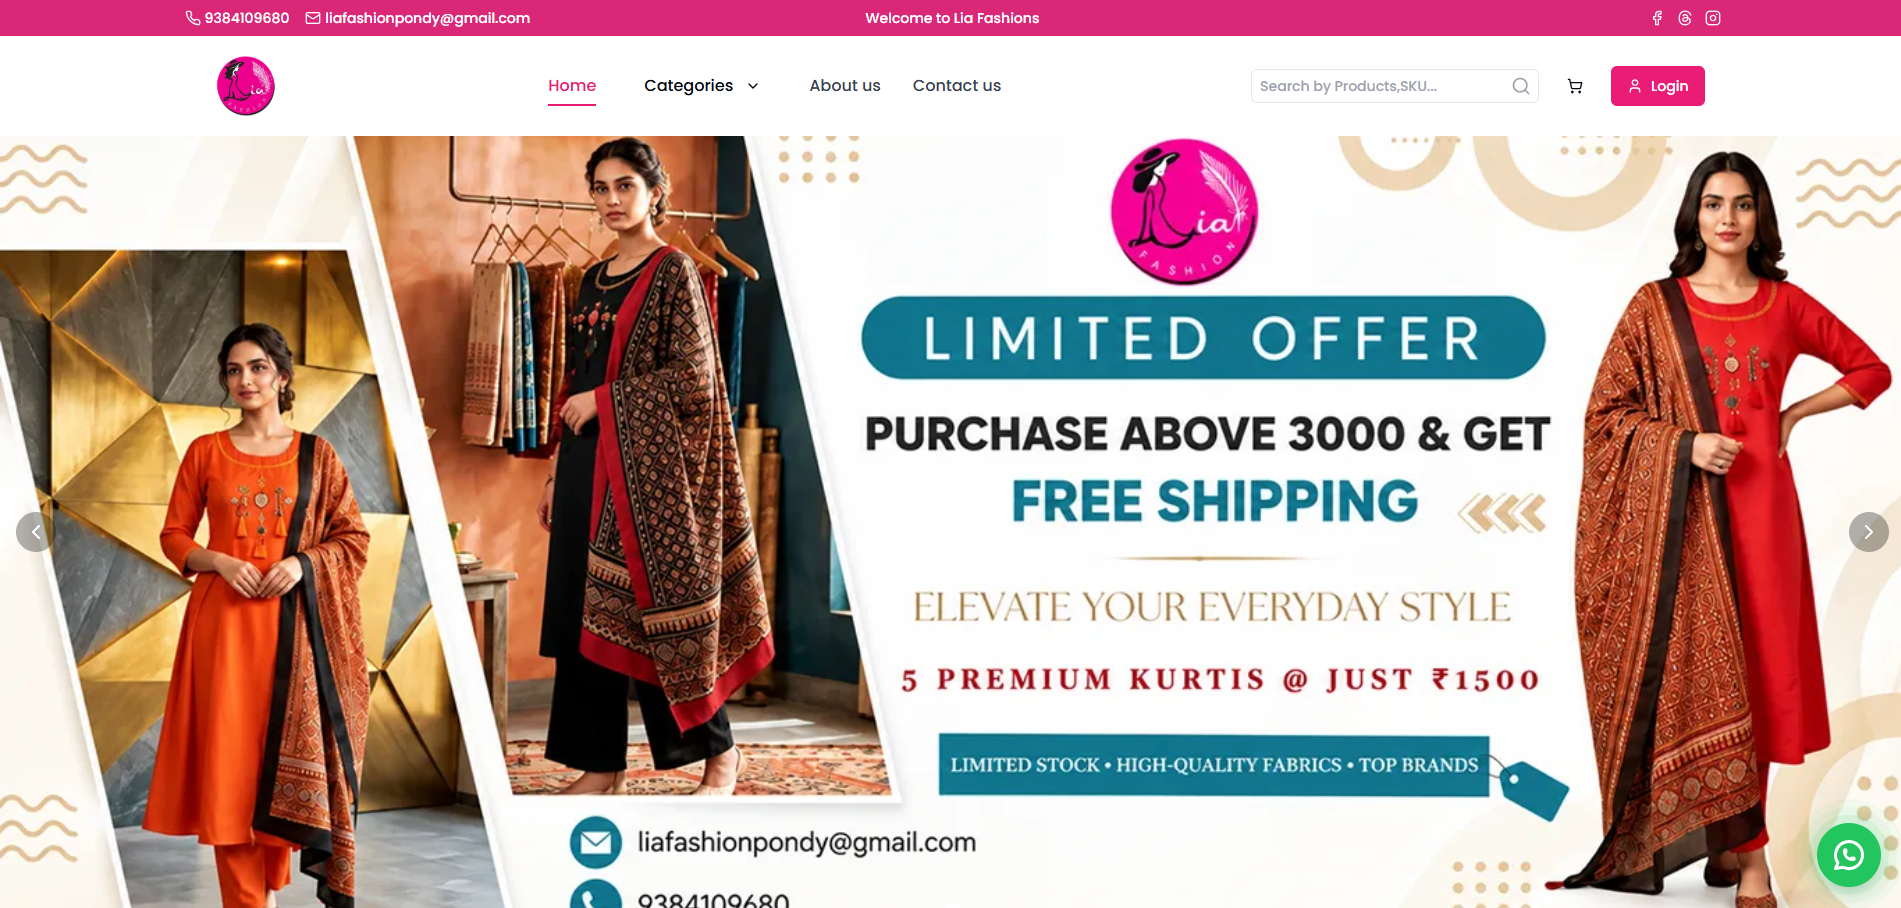 9384109680 liafashionpondy@gmail.com Welcome to Lia Fashions
Lia
FASHION
Home Categories About us Contact us Search by Products,SKU... Login
Lia
FASHION
LIMITED OFFER
PURCHASE ABOVE 3000 & GET
FREE SHIPPING
ELEVATE YOUR EVERYDAY STYLE
5 PREMIUM KURTIS @ JUST ₹1500
LIMITED STOCK • HIGH-QUALITY FABRICS • TOP BRANDS
liafashionpondy@gmail.com
9384109680